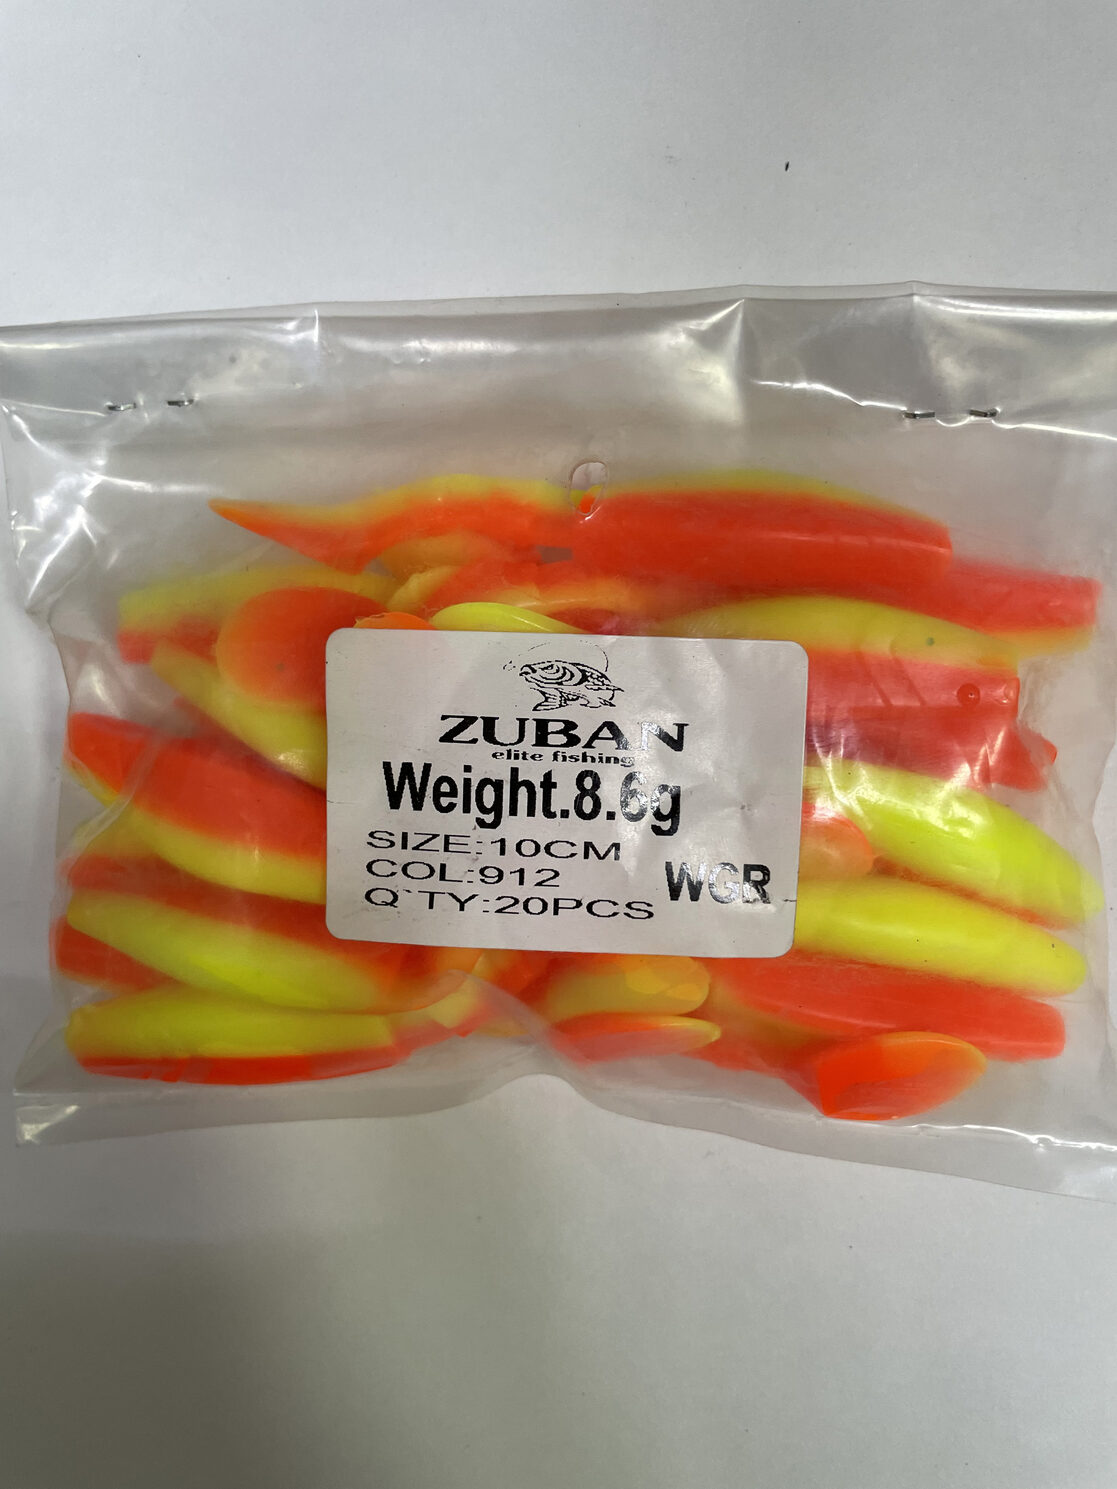 ZUBAN
elite fishing
Weight.8.6g
SIZE:10CM
COL:912
WGR
Q`TY:20PCS